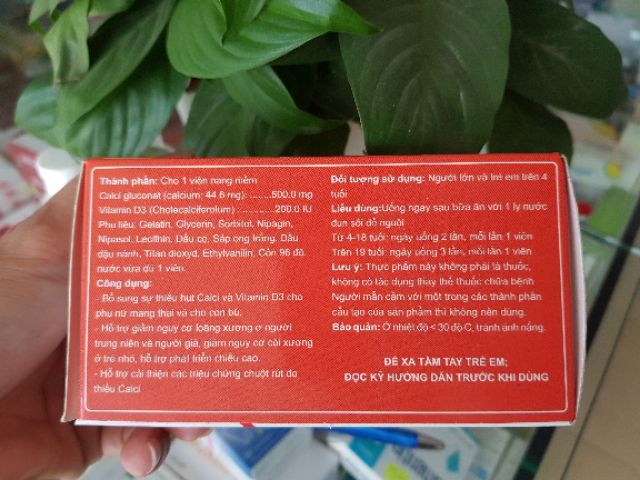 Thành phần: Cho 1 viên nang mềm
Calci gluconat (calcium: 44.6 mg):..........500.0 mg
Vitamin D3 (Cholecalciferolum) ..............200.0 IU
Phụ liệu: Gelatin, Glycerin, Sorbitol, Nipagin,
Nipasol, Lecithin, Dầu cọ, Sáp ong trắng, Dầu
đậu nành, Titan dioxyd, Ethylvanilin, Cồn 96 độ,
nước vừa đủ 1 viên.
Công dụng:
- Bổ sung sự thiếu hụt Calci và Vitamin D3 cho
phụ nữ mang thai và cho con bú.
- Hỗ trợ giảm nguy cơ loãng xương ở người
trung niên và người già, giảm nguy cơ còi xương
ở trẻ nhỏ, hỗ trợ phát triển chiều cao.
- Hỗ trợ cải thiện các triệu chứng chuột rút do
thiếu Calci
Đối tượng sử dụng: Người lớn và trẻ em trên 4
tuổi
Liều dùng:Uống ngay sau bữa ăn với 1 ly nước
đun sôi để nguội
Từ 4-18 tuổi: ngày uống 2 lần, mỗi lần 1 viên
Trên 19 tuổi: ngày uống 3 lần, mỗi lần 1 viên
Lưu ý: Thực phẩm này không phải là thuốc,
không có tác dụng thay thế thuốc chữa bệnh
Người mẫn cảm với một trong các thành phần
cấu tạo của sản phẩm thì không nên dùng.
Bảo quản: Ở nhiệt độ < 30 độ C, tránh ánh nắng.
ĐỂ XA TẦM TAY TRẺ EM;
ĐỌC KỸ HƯỚNG DẪN TRƯỚC KHI DÙNG